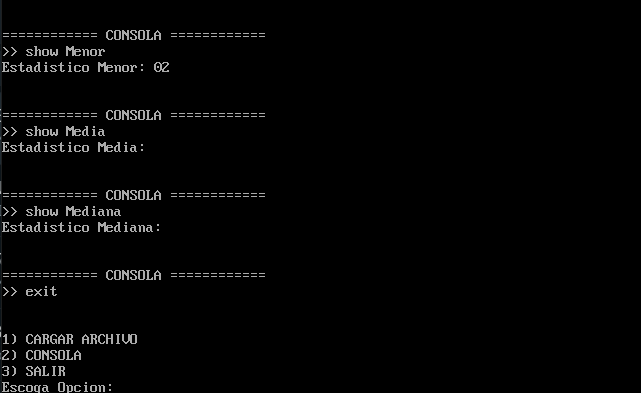 ============ CONSOLA ============
>> show Menor
Estadistico Menor: 02
============ CONSOLA ============
>> show Media
Estadistico Media:
============ CONSOLA ============
>> show Mediana
Estadistico Mediana:
============ CONSOLA ============
>> exit
1) CARGAR ARCHIVO
2) CONSOLA
3) SALIR
Escoga Opcion: